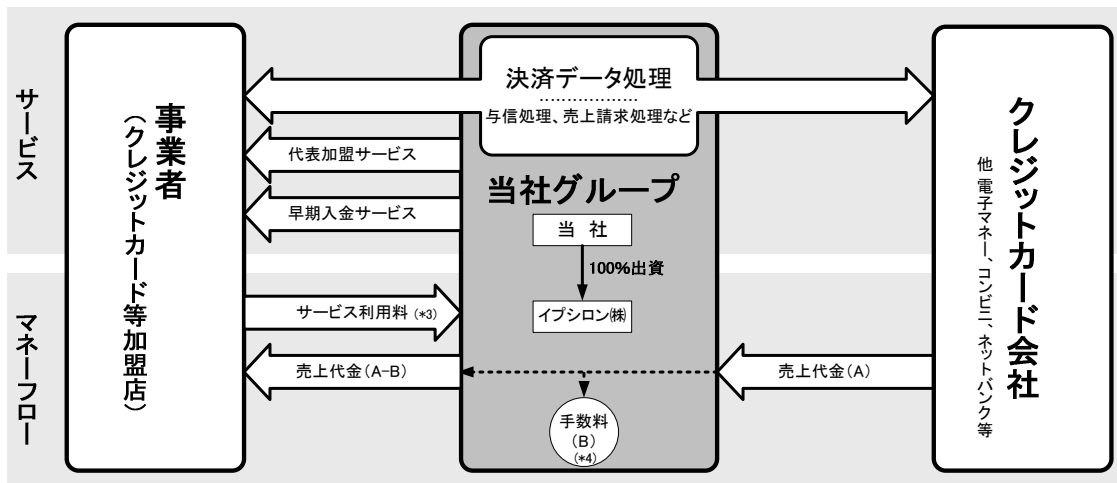 サービス
マネーフロー
事業者
（クレジットカード等加盟店）
決済データ処理
与信処理、売上請求処理など
代表加盟サービス
早期入金サービス
当社グループ
当 社
100%出資
イプシロン㈱
サービス利用料 (*3)
売上代金（A−B）
売上代金（A）
手数料
（B）
(*4)
クレジットカード会社
他 電子マネー、コンビニ、ネットバンク等